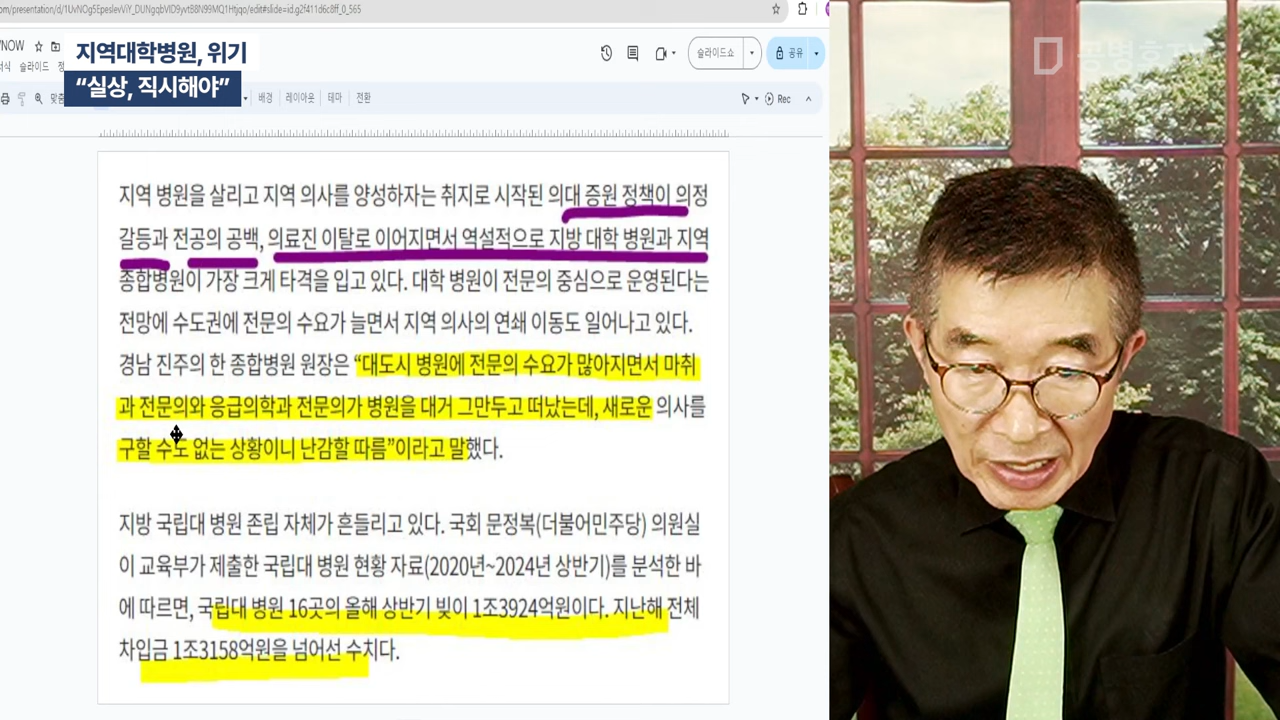 com/presentation/d/1UvNOg5EpeslevViY_DUNgqbVlD9yvtB8N99MQ1Htjqo/edit#slide=id.g2f411d6c8ff_0_565
NOW
지역대학병원, 위기
“실상, 직시해야”
서식 슬라이드
슬라이드쇼
공유
맞춤
배경 레이아웃 테마 전환
Rec
지역 병원을 살리고 지역 의사를 양성하자는 취지로 시작된 의대 증원 정책이 의정
갈등과 전공의 공백, 의료진 이탈로 이어지면서 역설적으로 지방 대학 병원과 지역
종합병원이 가장 크게 타격을 입고 있다. 대학 병원이 전문의 중심으로 운영된다는
전망에 수도권에 전문의 수요가 늘면서 지역 의사의 연쇄 이동도 일어나고 있다.
경남 진주의 한 종합병원 원장은 “대도시 병원에 전문의 수요가 많아지면서 마취
과 전문의와 응급의학과 전문의가 병원을 대거 그만두고 떠났는데, 새로운 의사를
구할 수도 없는 상황이니 난감할 따름”이라고 말했다.
지방 국립대 병원 존립 자체가 흔들리고 있다. 국회 문정복(더불어민주당) 의원실
이 교육부가 제출한 국립대 병원 현황 자료(2020년~2024년 상반기)를 분석한 바
에 따르면, 국립대 병원 16곳의 올해 상반기 빚이 1조3924억원이다. 지난해 전체
차입금 1조3158억원을 넘어선 수치다.